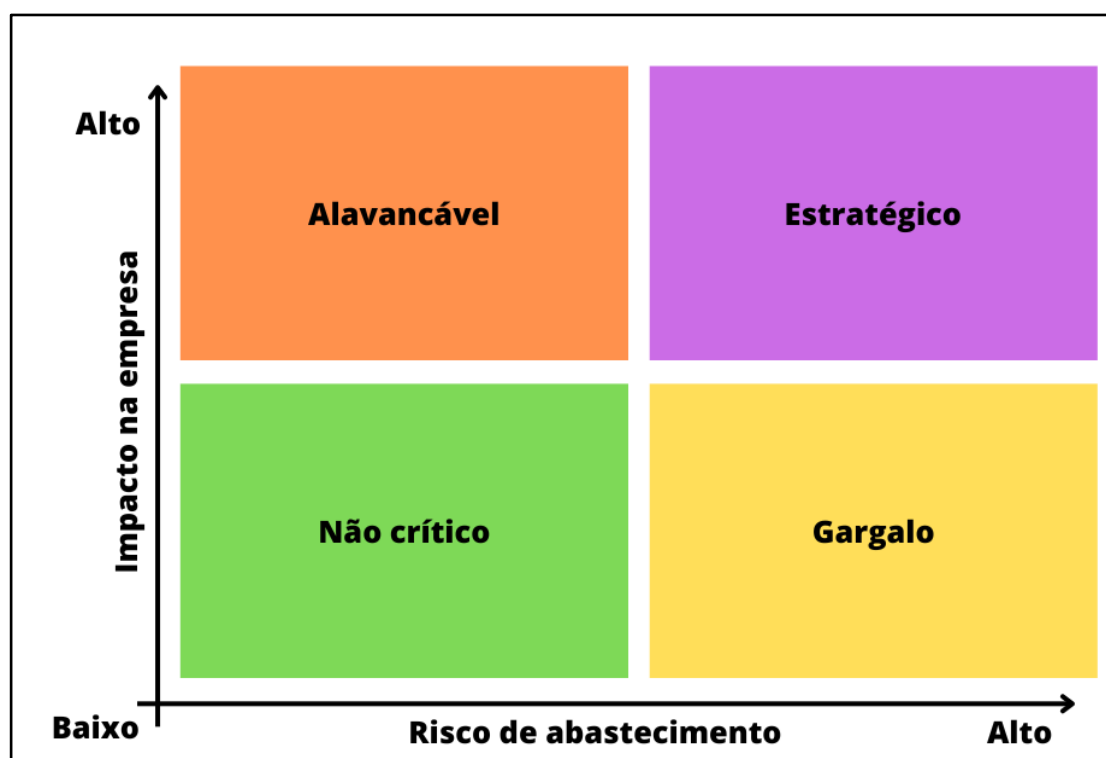 Alto
Alavancável
Estratégico
Impacto na empresa
Não crítico
Gargalo
Baixo
Risco de abastecimento
Alto